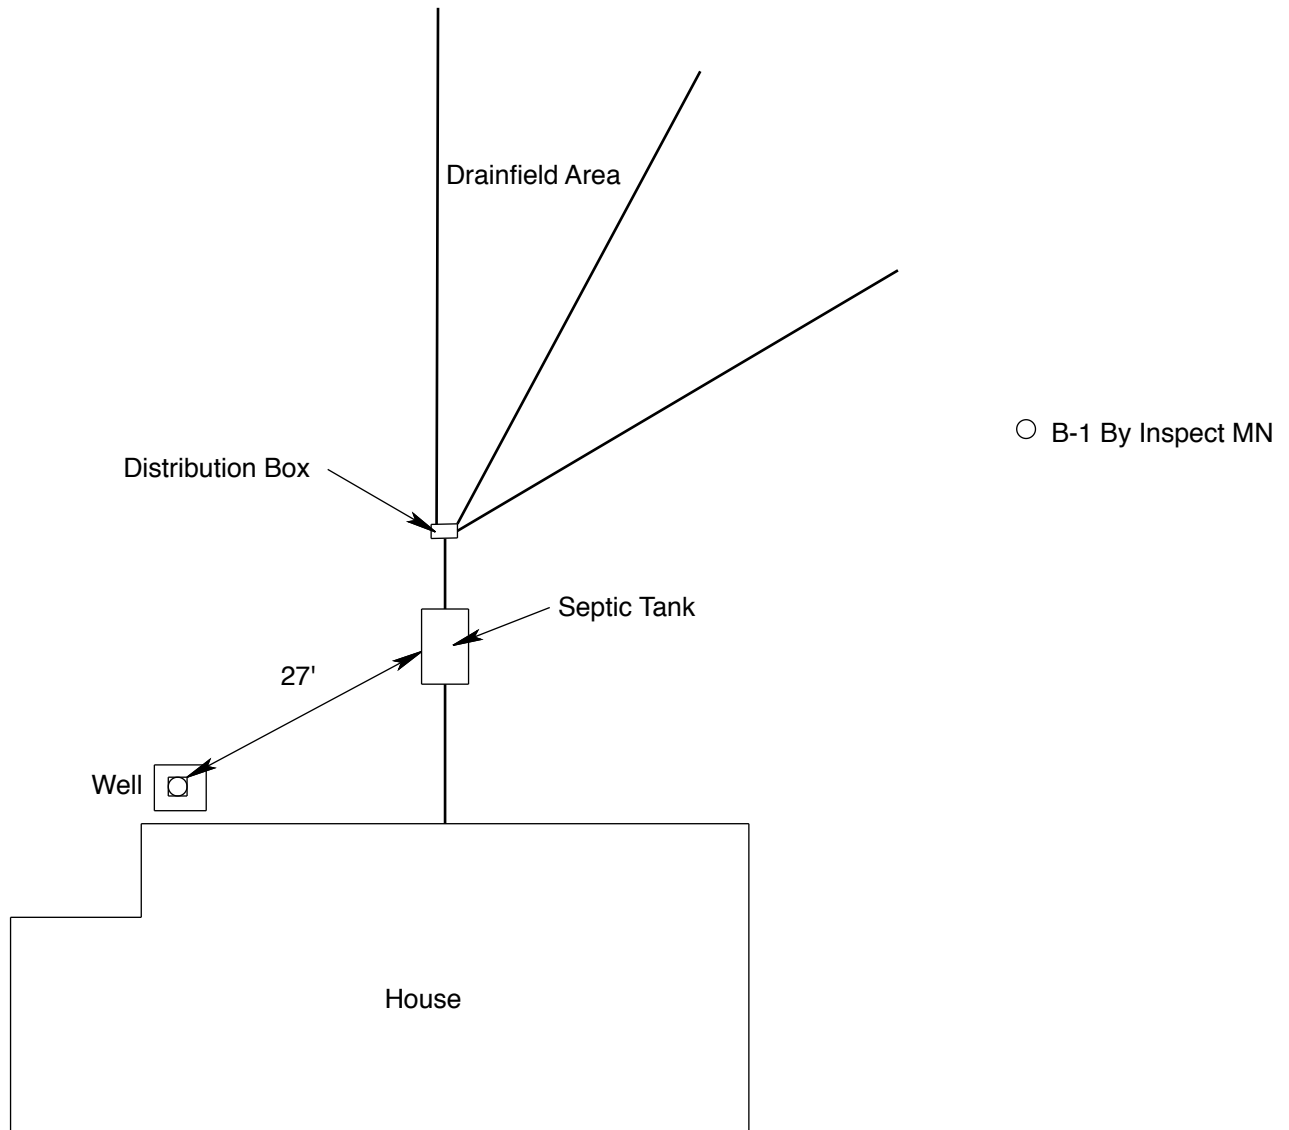 Drainfield Area
B-1 By Inspect MN
Distribution Box
Septic Tank
27'
Well
House